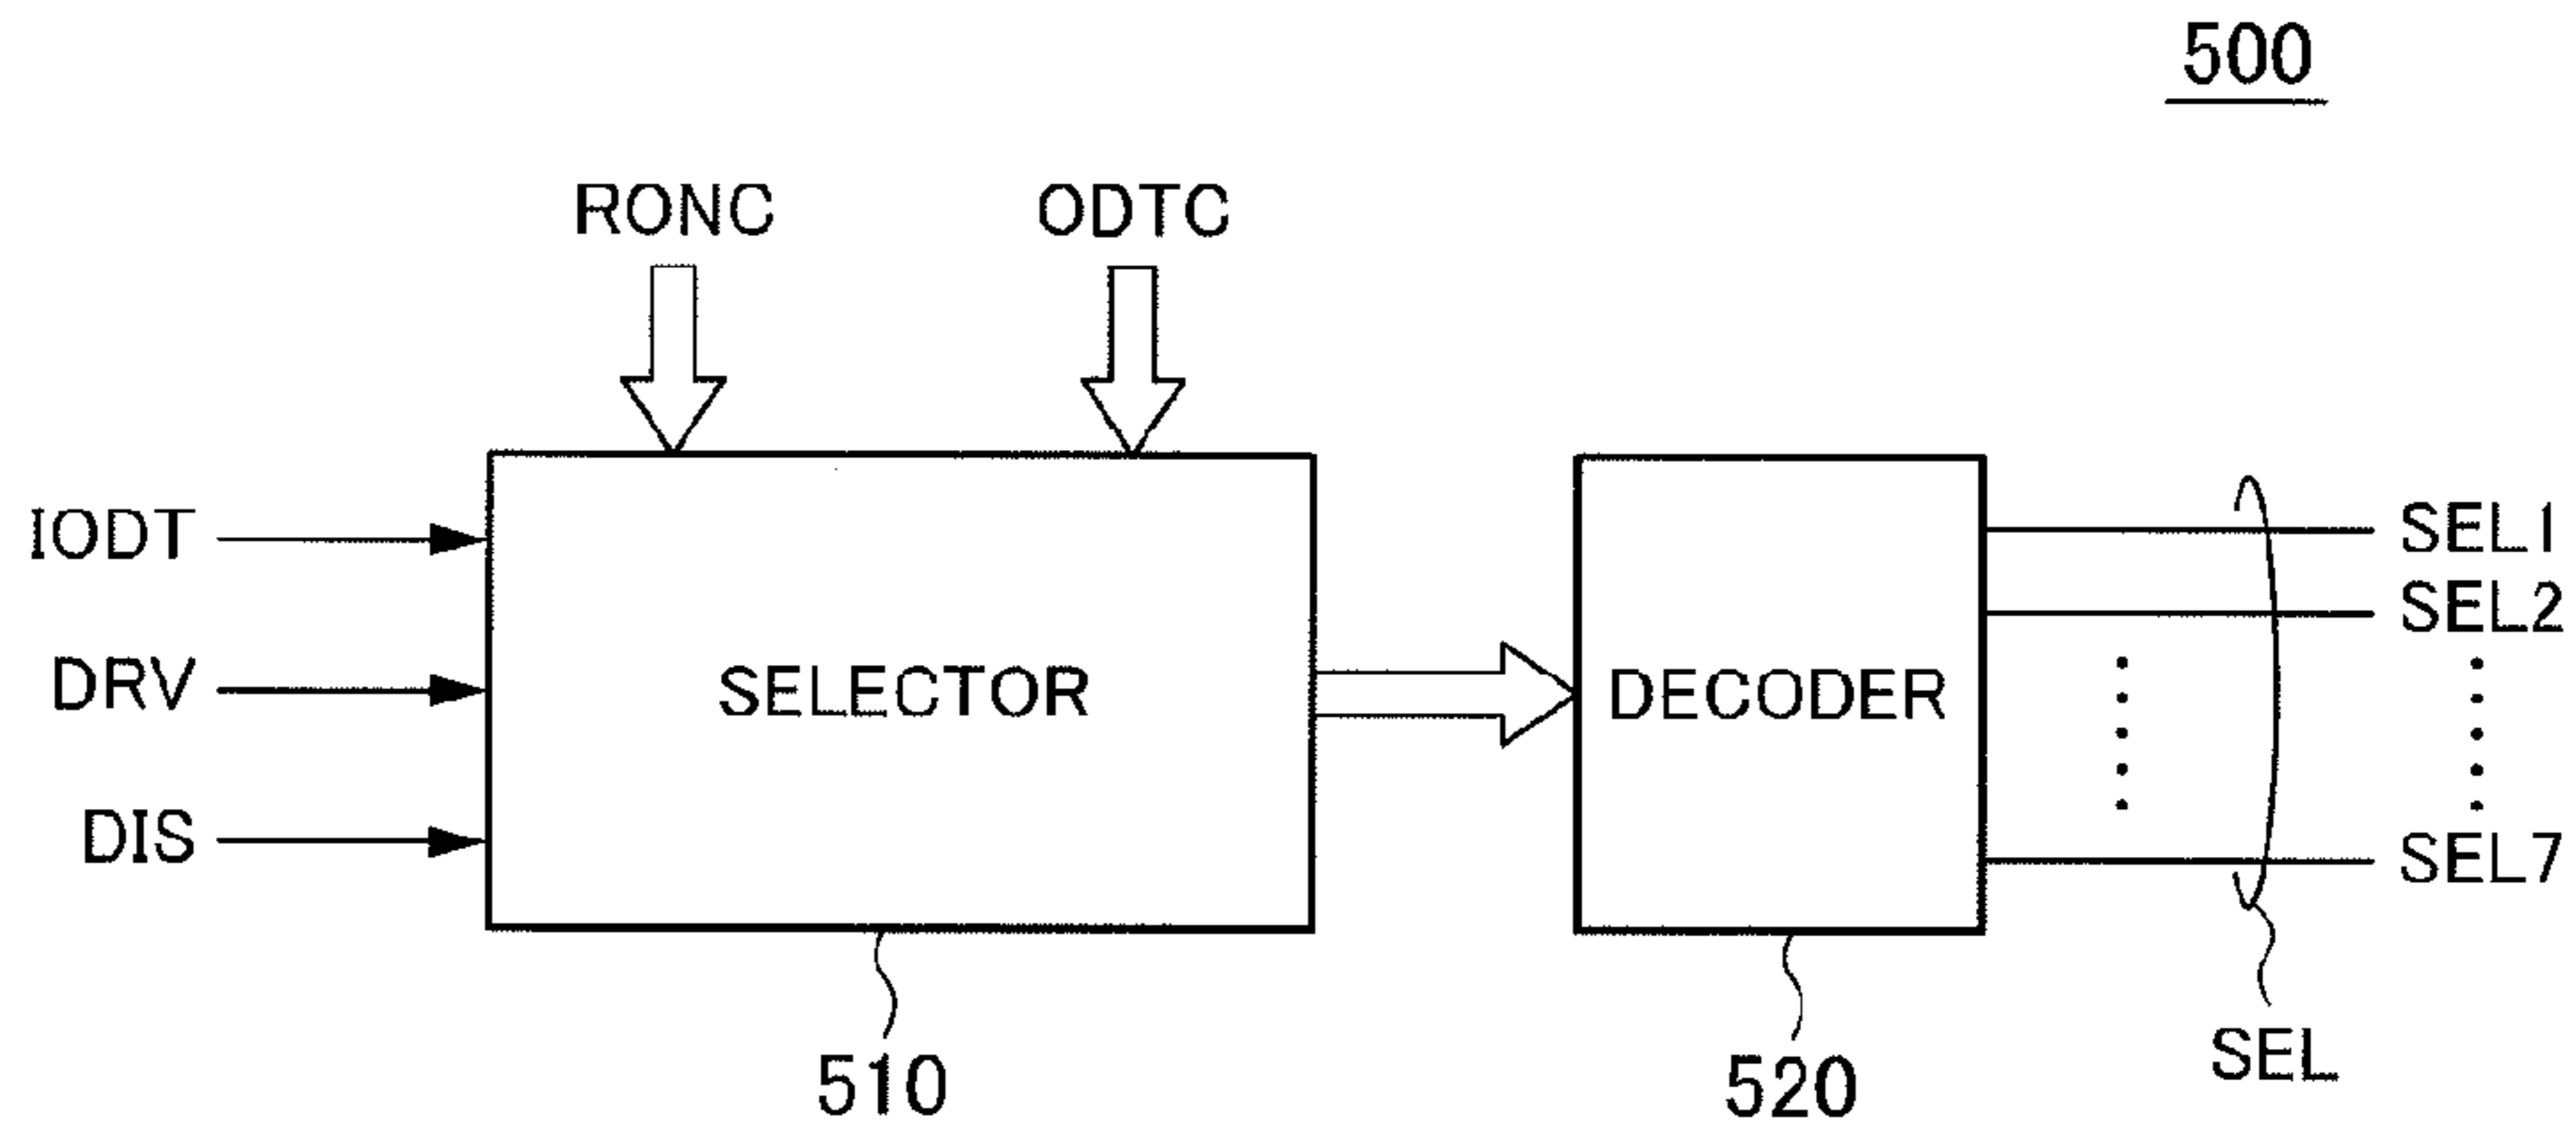 500
RONC ODTC
IODT
DRV
DIS
SELECTOR
DECODER
SEL1
SEL2
SEL7
SEL
510
520